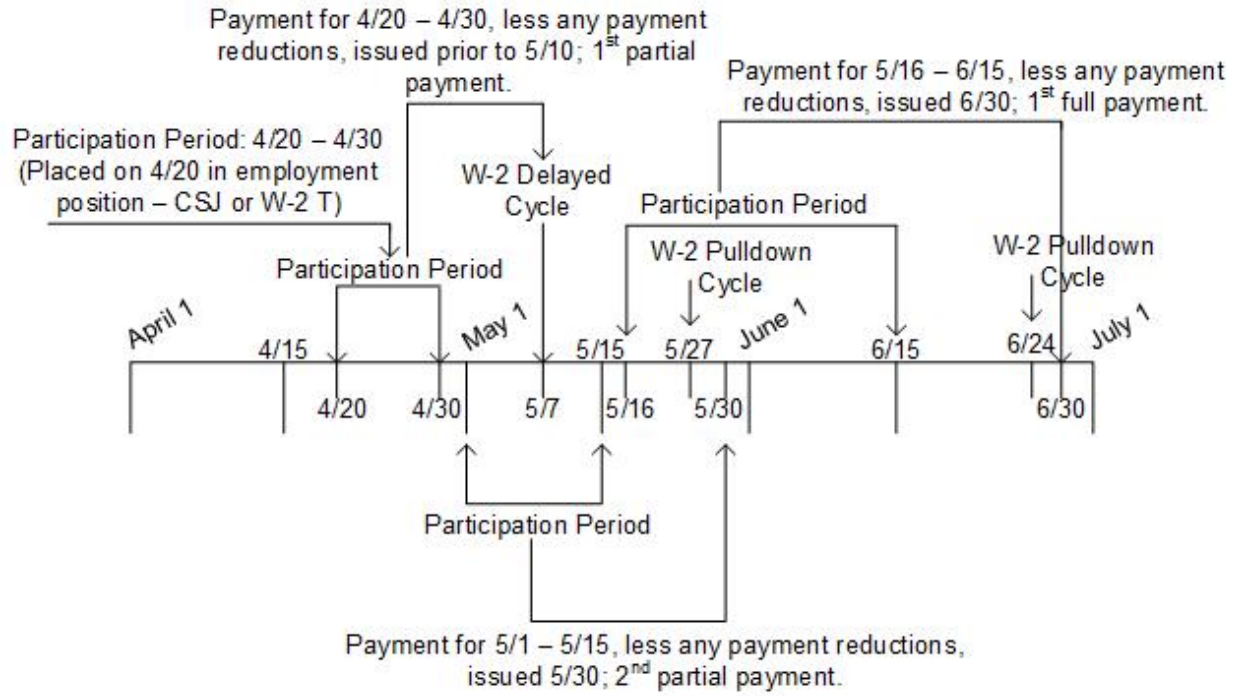 Payment for 4/20 – 4/30, less any payment
reductions, issued prior to 5/10; 1st partial
payment.
Payment for 5/16 – 6/15, less any payment
reductions, issued 6/30; 1st full payment.
Participation Period: 4/20 – 4/30
(Placed on 4/20 in employment
position – CSJ or W-2 T)
W-2 Delayed
Cycle
Participation Period
W-2 Pulldown
Cycle
W-2 Pulldown
Cycle
Participation Period
April 1
4/15
May 1
5/15
5/27
June 1
6/15
6/24
July 1
4/20
4/30
5/7
5/16
5/30
6/30
Participation Period
Payment for 5/1 – 5/15, less any payment reductions,
issued 5/30; 2nd partial payment.